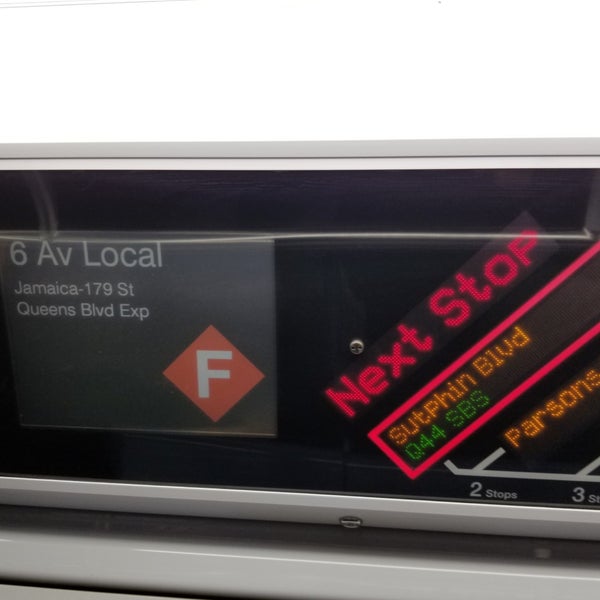 6 Av Local
Jamaica-179 St
Queens Blvd Exp
F
Next Stop
Sutphin Blvd
Q44 SBS
Parsons
2 Stops
3 St